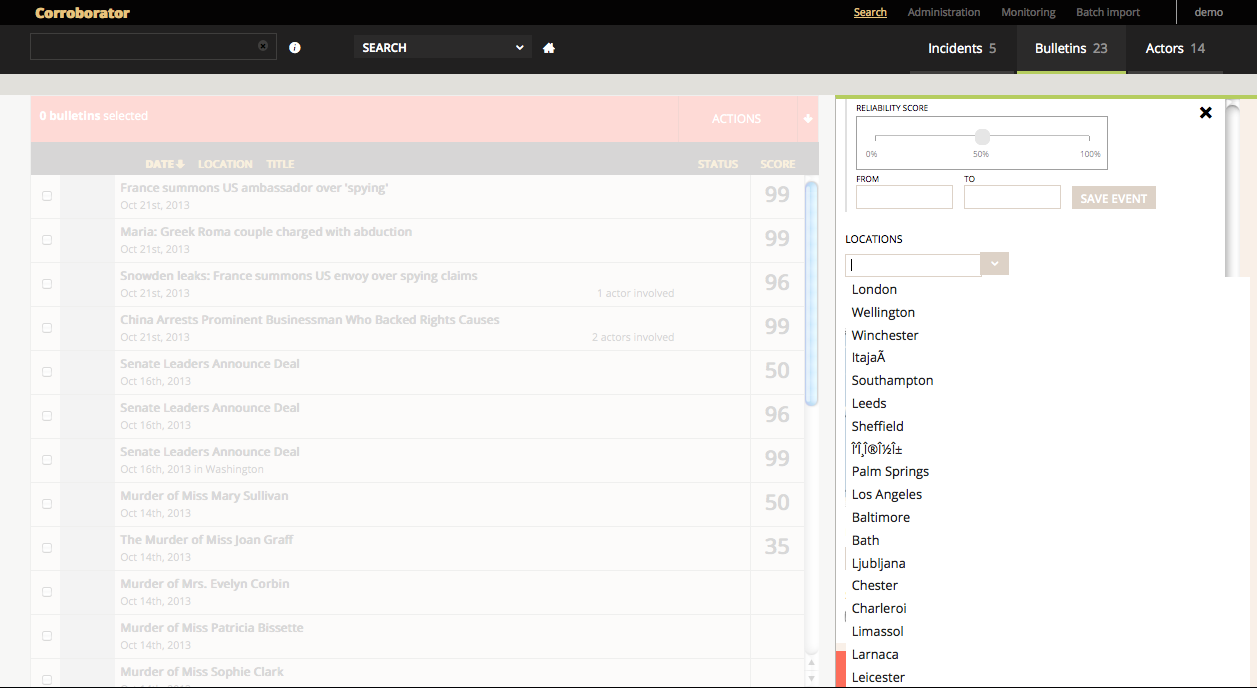 Corroborator
Search Administration Monitoring Batch import demo
SEARCH
Incidents 5 Bulletins 23 Actors 14
0 bulletins selected
ACTIONS
DATE LOCATION TITLE STATUS SCORE
France summons US ambassador over 'spying'
Oct 21st, 2013
99
Maria: Greek Roma couple charged with abduction
Oct 21st, 2013
99
Snowden leaks: France summons US envoy over spying claims
Oct 21st, 2013 1 actor involved
96
China Arrests Prominent Businessman Who Backed Rights Causes
Oct 21st, 2013 2 actors involved
99
Senate Leaders Announce Deal
Oct 16th, 2013
50
Senate Leaders Announce Deal
Oct 16th, 2013
96
Senate Leaders Announce Deal
Oct 16th, 2013 in Washington
99
Murder of Miss Mary Sullivan
Oct 14th, 2013
50
The Murder of Miss Joan Graff
Oct 14th, 2013
35
Murder of Mrs. Evelyn Corbin
Oct 14th, 2013
Murder of Miss Patricia Bissette
Oct 14th, 2013
Murder of Miss Sophie Clark
RELIABILITY SCORE
0% 50% 100%
FROM TO
SAVE EVENT
LOCATIONS
London
Wellington
Winchester
ItajaÃ
Southampton
Leeds
Sheffield
Palm Springs
Los Angeles
Baltimore
Bath
Ljubljana
Chester
Charleroi
Limassol
Larnaca
Leicester